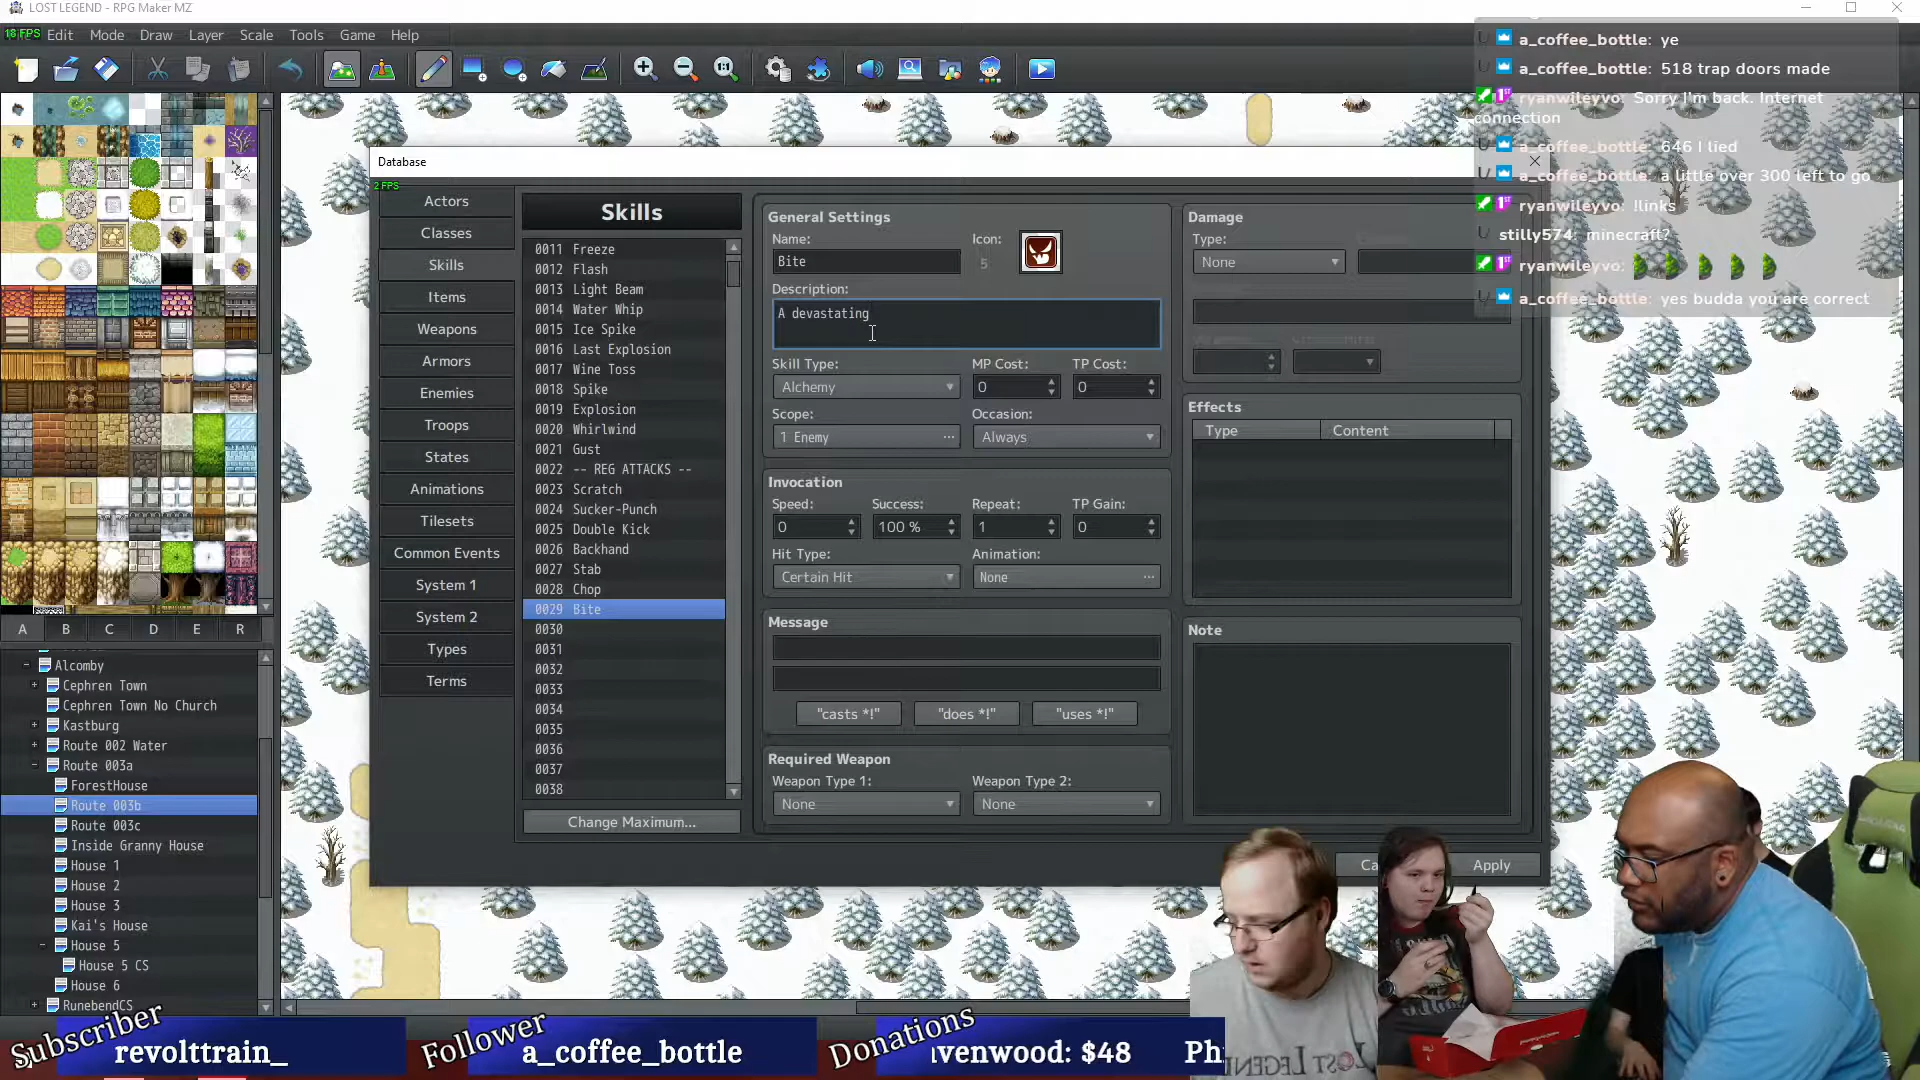 LOST LEGEND - RPG Maker MZ
18 FPS
Edit
Mode
Draw
Layer
Scale
Tools
Game
Help
a_coffee_bottle: ye
a_coffee_bottle: 518 trap doors made
ryanwileyvo: Sorry I'm back. Internet
connection
a_coffee_bottle: 646 I lied
a_coffee_bottle: a little over 300 left to go
ryanwileyvo: !links
stilly574: minecraft?
ryanwileyvo:
a_coffee_bottle: yes budda you are correct
Database
2 FPS
Actors
Classes
Skills
Items
Weapons
Armors
Enemies
Troops
States
Animations
Tilesets
Common Events
System 1
System 2
Types
Terms
Skills
0011 Freeze
0012 Flash
0013 Light Beam
0014 Water Whip
0015 Ice Spike
0016 Last Explosion
0017 Wine Toss
0018 Spike
0019 Explosion
0020 Whirlwind
0021 Gust
0022 -- REG ATTACKS --
0023 Scratch
0024 Sucker-Punch
0025 Double Kick
0026 Backhand
0027 Stab
0028 Chop
0029 Bite
0030
0031
0032
0033
0034
0035
0036
0037
0038
Change Maximum...
General Settings
Name:
Icon:
Bite
5
Description:
A devastating
Skill Type:
MP Cost:
TP Cost:
Alchemy
0
0
Scope:
Occasion:
1 Enemy
...
Always
Invocation
Speed:
Success:
Repeat:
TP Gain:
0
100 %
1
0
Hit Type:
Animation:
Certain Hit
None
...
Message
"casts *!"
"does *!"
"uses *!"
Required Weapon
Weapon Type 1:
Weapon Type 2:
None
None
Damage
Type:
None
Effects
Type
Content
Note
Ca
Apply
A
B
C
D
E
R
Alcomby
Cephren Town
Cephren Town No Church
Kastburg
Route 002 Water
Route 003a
ForestHouse
Route 003b
Route 003c
Inside Granny House
House 1
House 2
House 3
Kai's House
House 5
House 5 CS
House 6
RunebendCS
Subscriber
revolttrain_
Follower
a_coffee_bottle
Donations
ivenwood: $48
Ph
LOST LEGEND